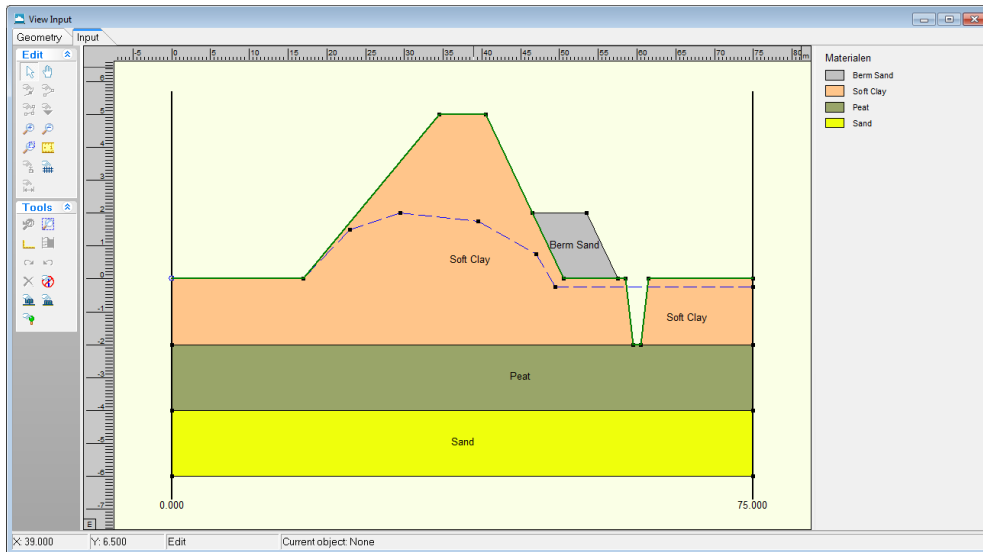 View Input
Geometry Input
Edit
Tools
-5 0 5 10 15 20 25 30 35 40 45 50 55 60 65 70 75 80 m
6
5
4
3
2
1
0
-1
-2
-3
-4
-5
-6
-7
E
Materialen
Berm Sand
Soft Clay
Peat
Sand
Berm Sand
Soft Clay
Soft Clay
Peat
Sand
0.000 75.000
X: 39.000 Y: 6.500 Edit Current object: None